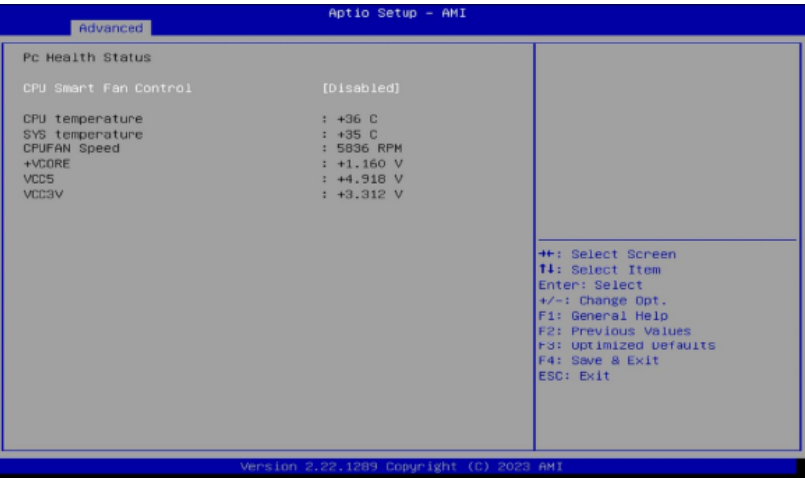 Aptio Setup - AMI
Advanced
Pc Health Status
CPU Smart Fan Control [Disabled]
CPU temperature : +36 C
SYS temperature : +35 C
CPUFAN Speed : 5836 RPM
+VCORE : +1.160 V
VCC5 : +4.918 V
VCC3V : +3.312 V
→←: Select Screen
↑↓: Select Item
Enter: Select
+/-: Change Opt.
F1: General Help
F2: Previous Values
F3: Optimized Defaults
F4: Save & Exit
ESC: Exit
Version 2.22.1289 Copyright (C) 2023 AMI